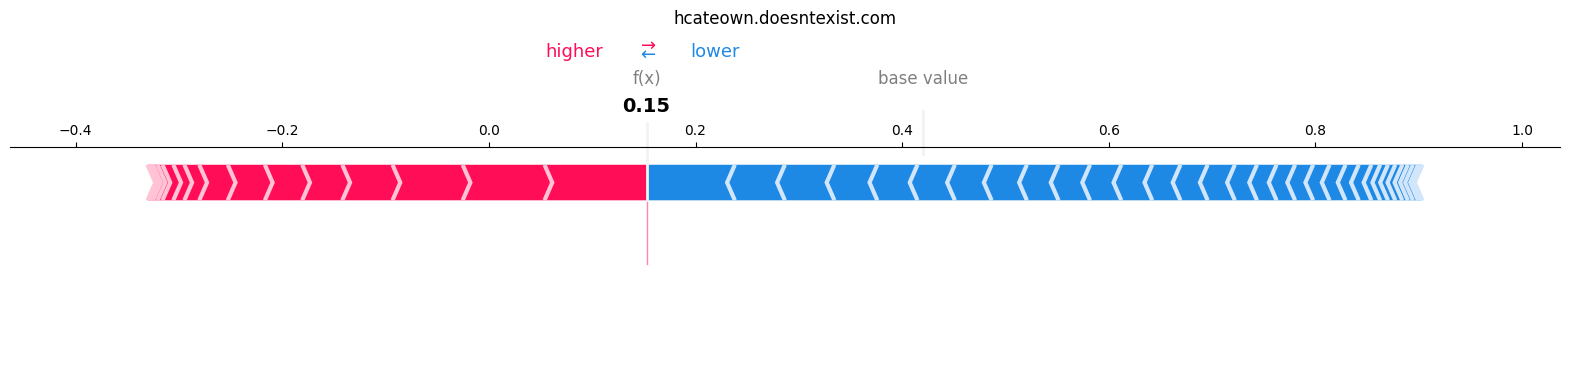 hcateown.doesntexist.com
higher → ← lower
f(x) base value
0.15
−0.4 −0.2 0.0 0.2 0.4 0.6 0.8 1.0